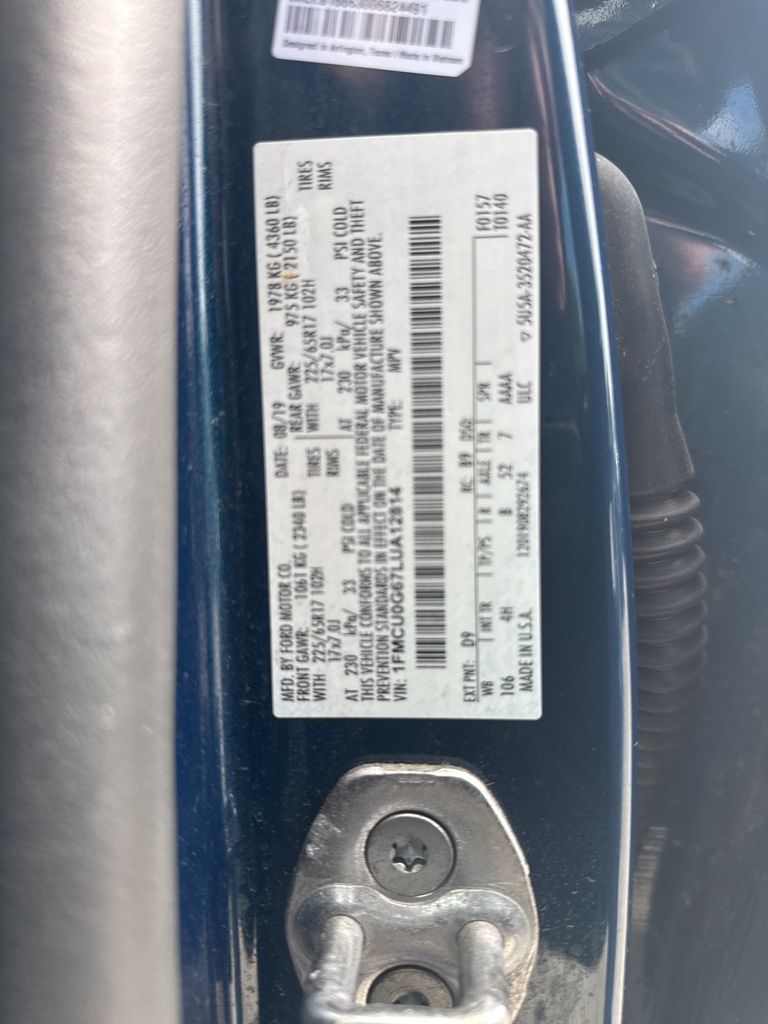 Designed in Arlington, Texas | Made in Vietnam
MFD. BY FORD MOTOR CO. DATE: 08/19 GVWR: 1978 KG ( 4360 LB)
FRONT GAWR: 1061 KG ( 2340 LB) REAR GAWR: 975 KG ( 2150 LB)
WITH 225/65R17 102H TIRES WITH 225/65R17 102H TIRES
17x7.0J RIMS 17x7.0J RIMS
AT 230 kPa/ 33 PSI COLD AT 230 kPa/ 33 PSI COLD
THIS VEHICLE CONFORMS TO ALL APPLICABLE FEDERAL MOTOR VEHICLE SAFETY AND THEFT
PREVENTION STANDARDS IN EFFECT ON THE DATE OF MANUFACTURE SHOWN ABOVE.
VIN: 1FMCU0G67LUA12814 TYPE: MPV
F0157
EXT PNT: D9 RC: 89 DSO: T0140
WB INT TR TP/PS R AXLE TR SPR
106 4H 8 52 7 AAAA
MADE IN U.S.A. ULC 5U5A-3520472-AA